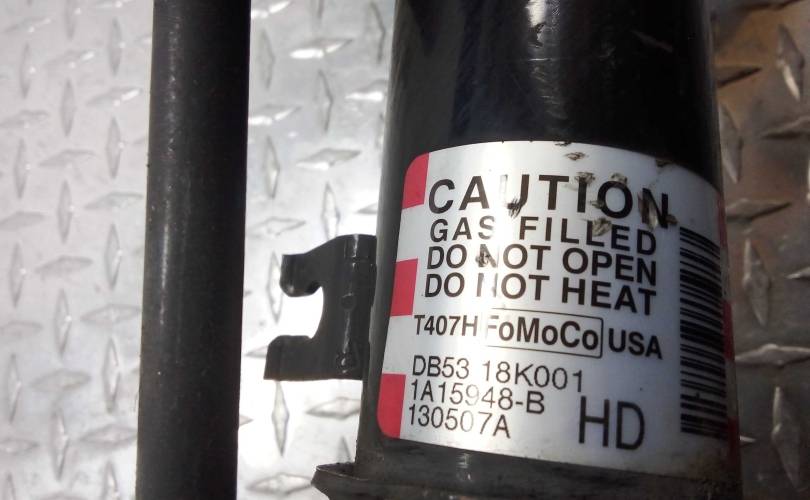 CAUTION
GAS FILLED
DO NOT OPEN
DO NOT HEAT
T407H FoMoCo USA
DB53 18K001
1A15948-B
130507A HD